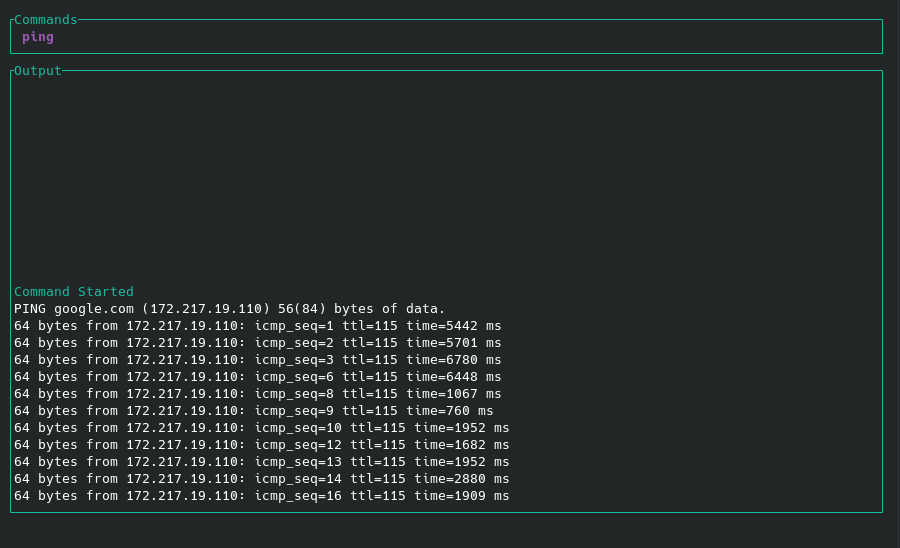 Commands
ping
Output
Command Started
PING google.com (172.217.19.110) 56(84) bytes of data.
64 bytes from 172.217.19.110: icmp_seq=1 ttl=115 time=5442 ms
64 bytes from 172.217.19.110: icmp_seq=2 ttl=115 time=5701 ms
64 bytes from 172.217.19.110: icmp_seq=3 ttl=115 time=6780 ms
64 bytes from 172.217.19.110: icmp_seq=6 ttl=115 time=6448 ms
64 bytes from 172.217.19.110: icmp_seq=8 ttl=115 time=1067 ms
64 bytes from 172.217.19.110: icmp_seq=9 ttl=115 time=760 ms
64 bytes from 172.217.19.110: icmp_seq=10 ttl=115 time=1952 ms
64 bytes from 172.217.19.110: icmp_seq=12 ttl=115 time=1682 ms
64 bytes from 172.217.19.110: icmp_seq=13 ttl=115 time=1952 ms
64 bytes from 172.217.19.110: icmp_seq=14 ttl=115 time=2880 ms
64 bytes from 172.217.19.110: icmp_seq=16 ttl=115 time=1909 ms